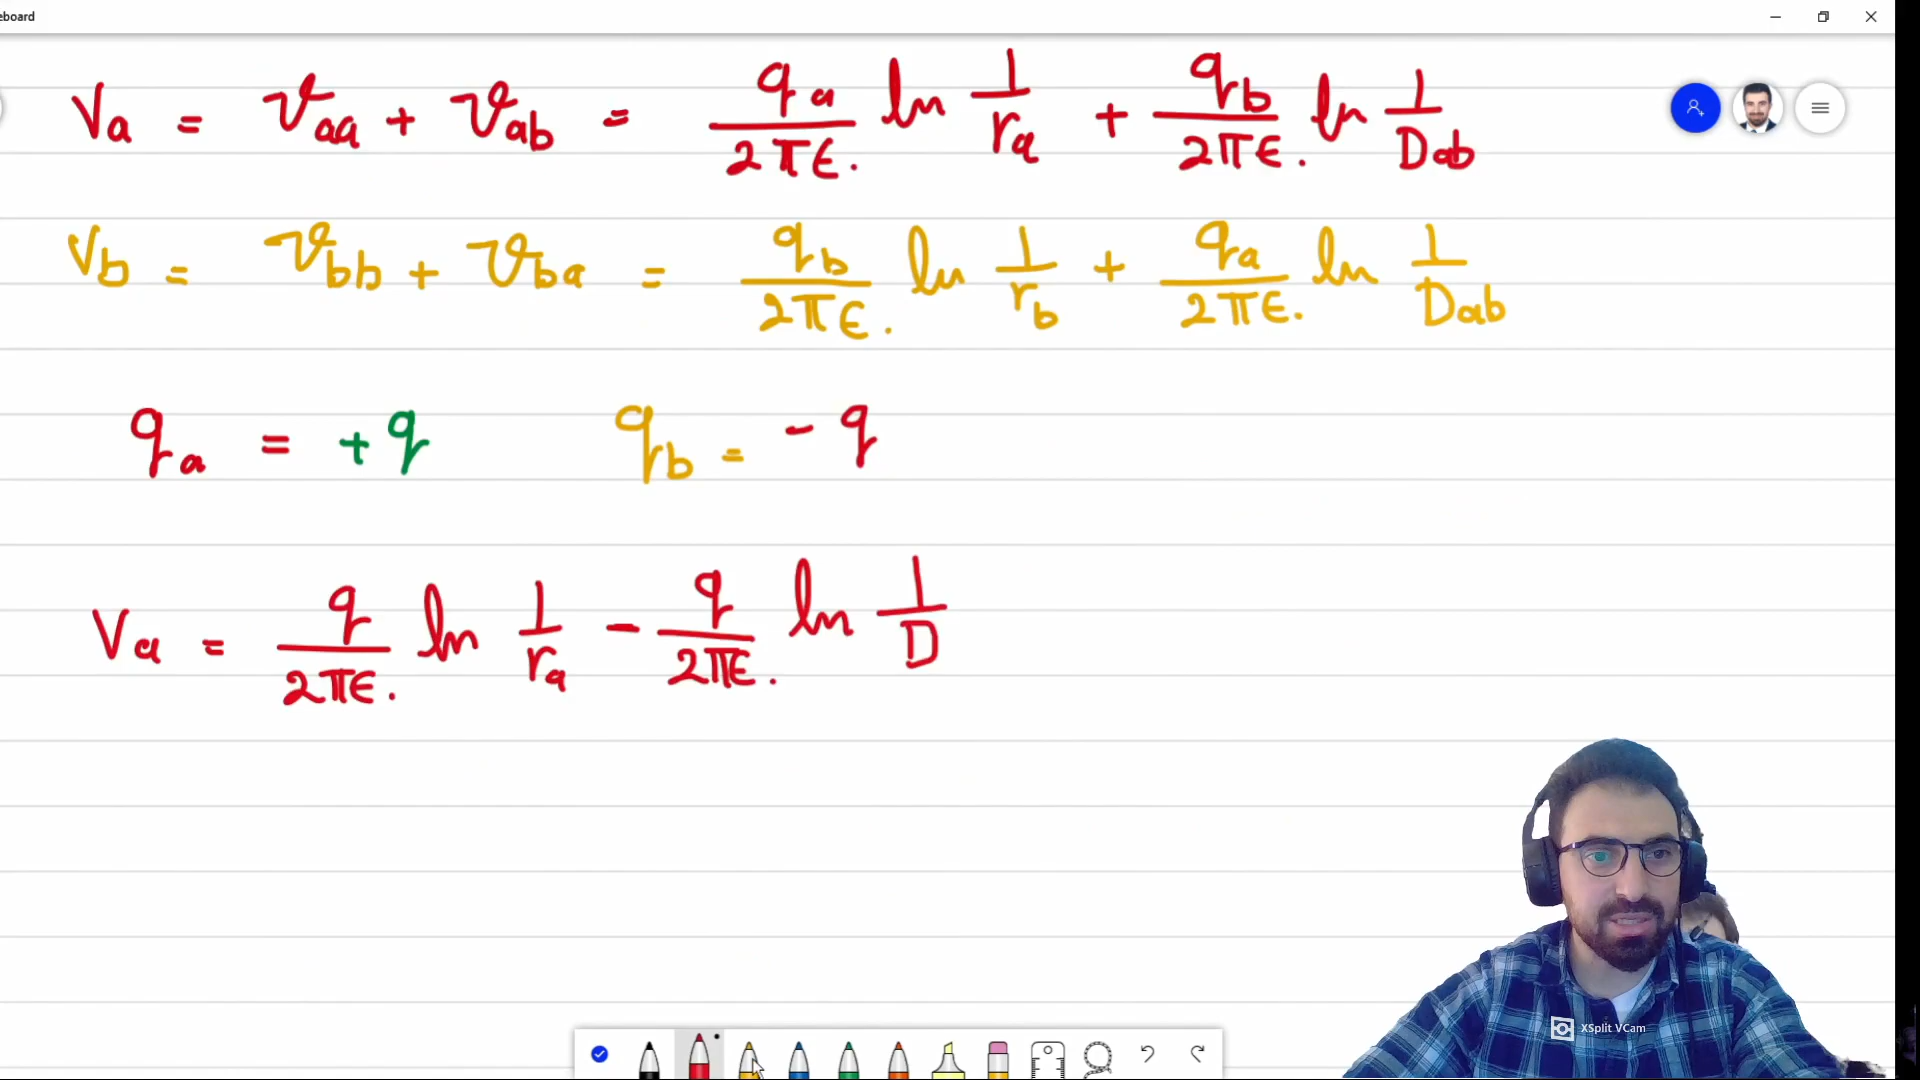 eboard
Va = Vaa + Vab = qa/2πϵ. ln 1/ra + qb/2πϵ. ln 1/Dab
Vb = Vbb + Vba = qb/2πϵ. ln 1/rb + qa/2πϵ. ln 1/Dab
qa = +q qb = -q
Va = q/2πϵ. ln 1/ra - q/2πϵ. ln 1/D
XSplit VCam